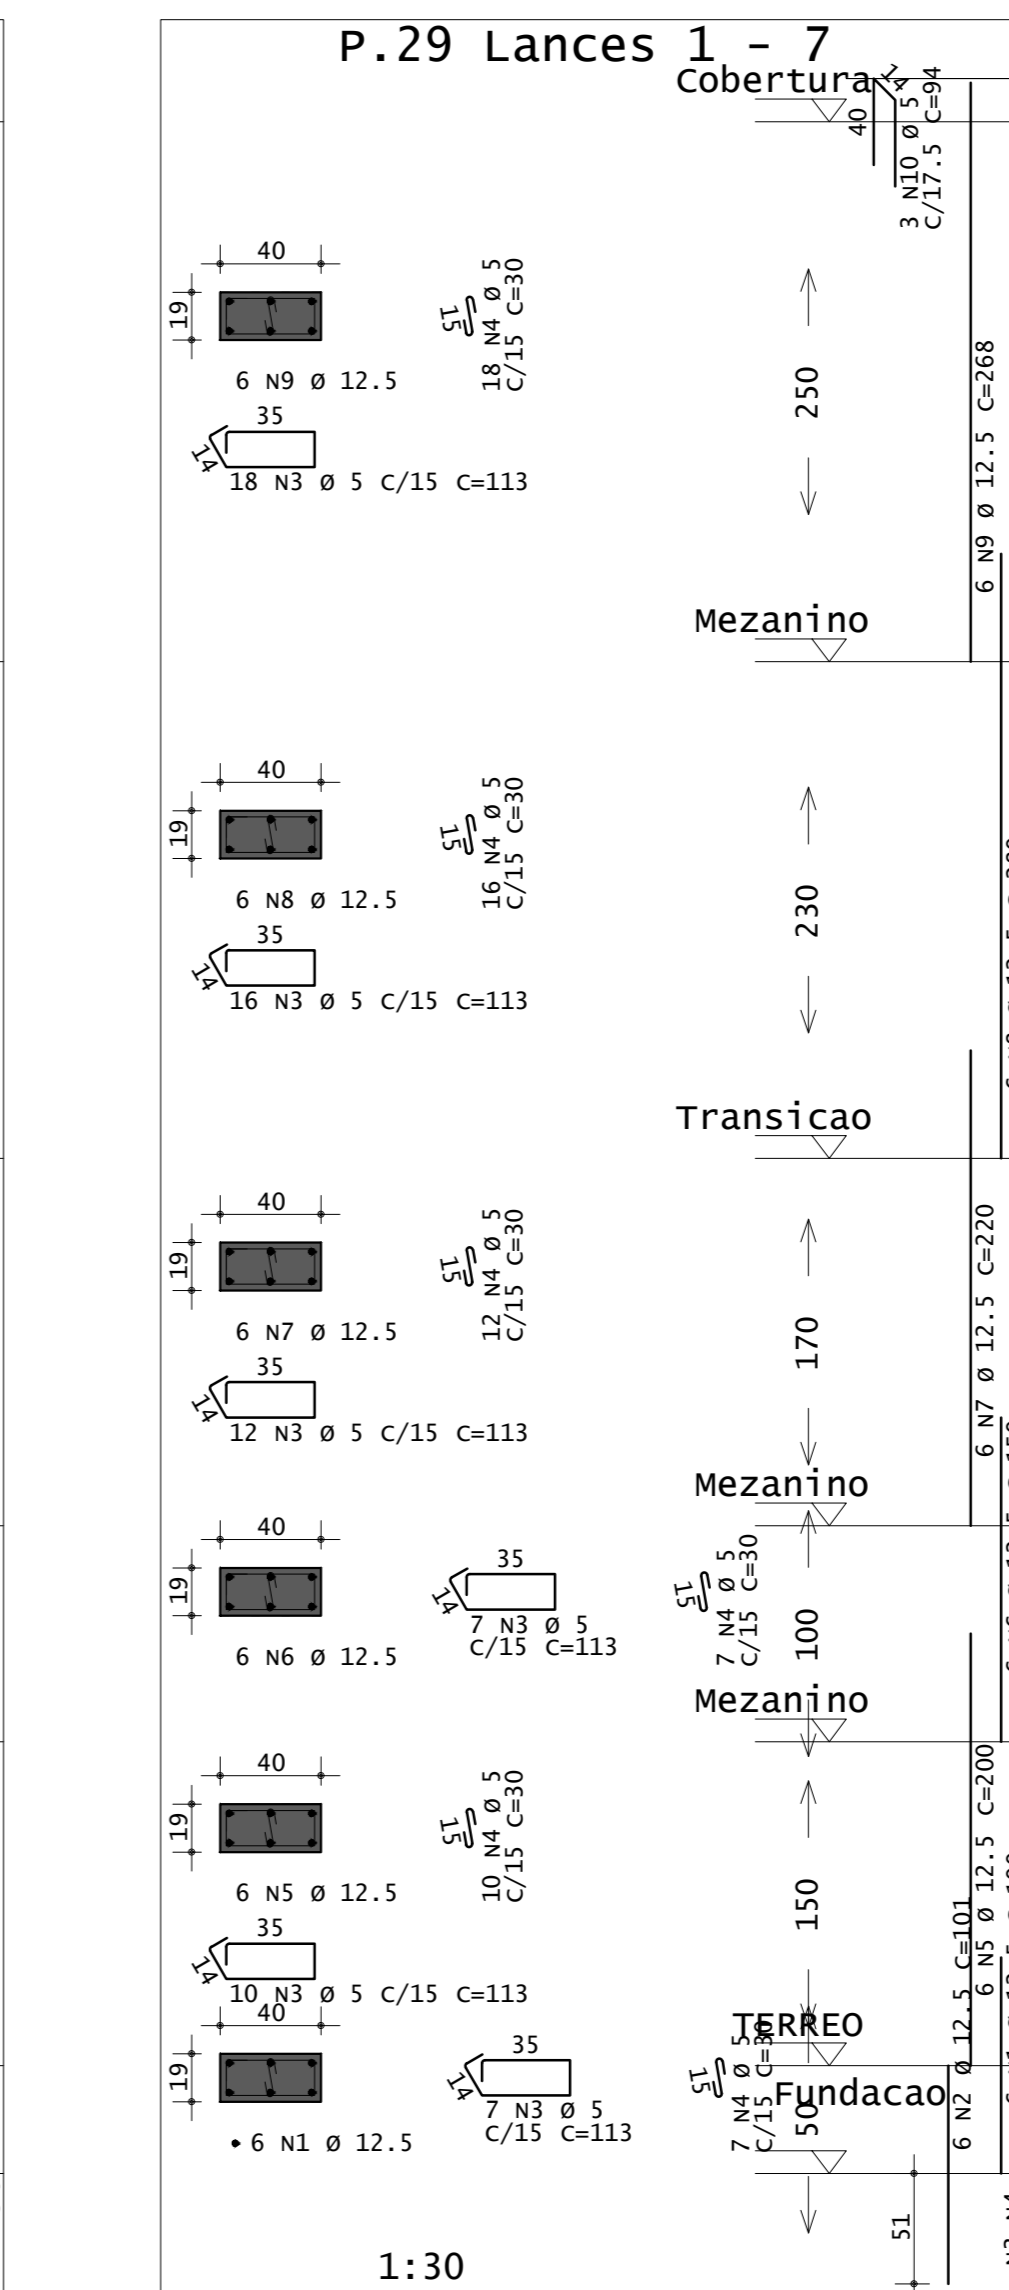 P.29 Lances 1 - 7
Cobertura
14
40
3 N10 Ø 5
C/17.5 C=94
40
19
6 N9 Ø 12.5
15
18 N4 Ø 5
C/15 C=30
35
14
18 N3 Ø 5 C/15 C=113
250
6 N9 Ø 12.5 C=268
Mezanino
40
19
6 N8 Ø 12.5
15
16 N4 Ø 5
C/15 C=30
35
14
16 N3 Ø 5 C/15 C=113
230
Transicao
40
19
6 N7 Ø 12.5
15
12 N4 Ø 5
C/15 C=30
35
14
12 N3 Ø 5 C/15 C=113
170
6 N7 Ø 12.5 C=220
Mezanino
40
19
6 N6 Ø 12.5
35
14
7 N3 Ø 5
C/15 C=113
15
7 N4 Ø 5
C/15 C=30
100
Mezanino
40
19
6 N5 Ø 12.5
15
10 N4 Ø 5
C/15 C=30
35
14
10 N3 Ø 5 C/15 C=113
150
6 N5 Ø 12.5 C=200
TERREO
40
19
6 N1 Ø 12.5
35
14
7 N3 Ø 5
C/15 C=113
15
7 N4 Ø 5
C/15 C=30
50
Fundacao
6 N2 Ø 12.5 C=101
51
1:30